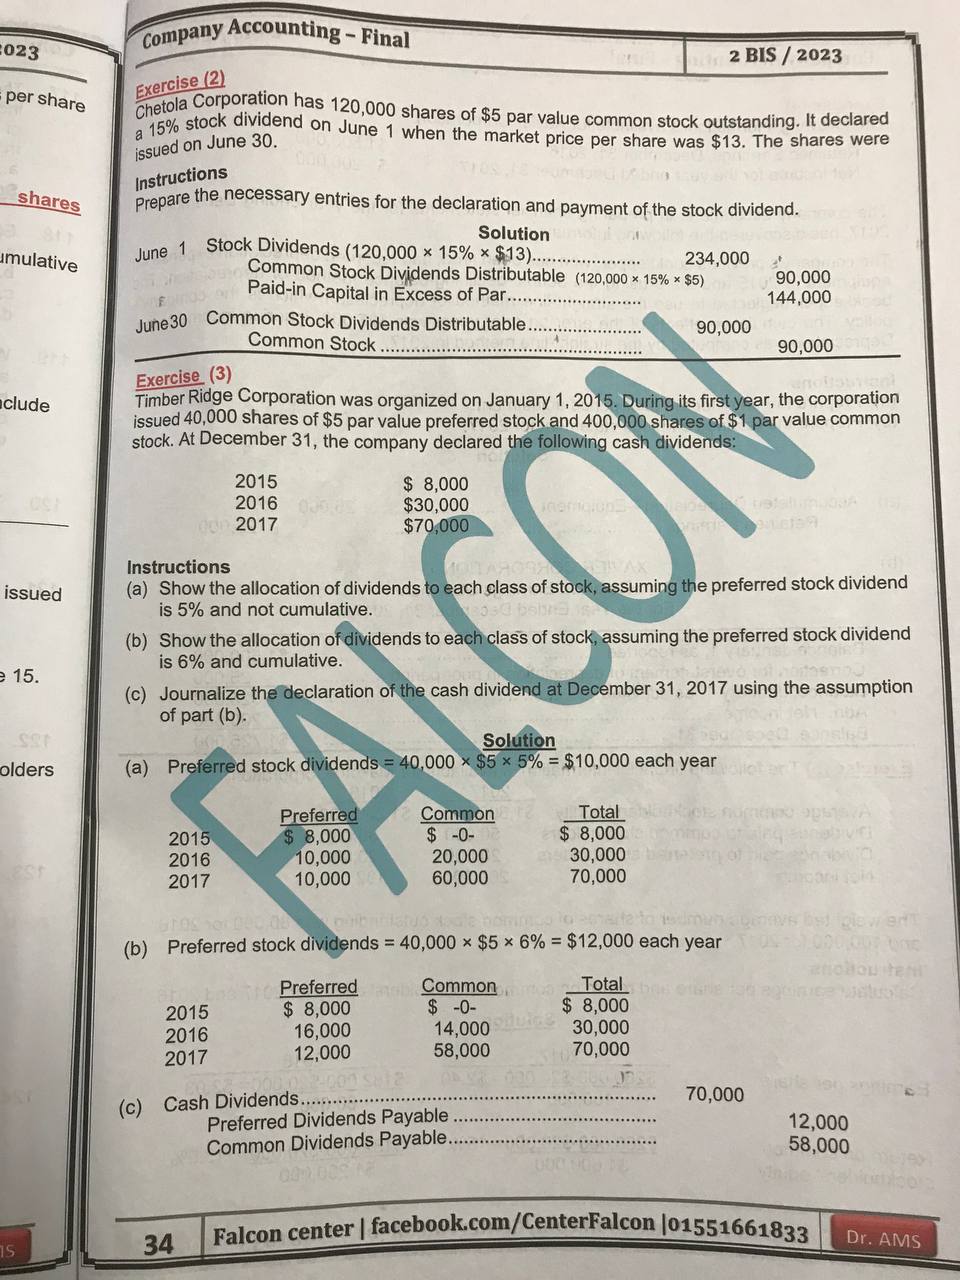 2023
per share
shares
umulative
nclude
issued
e 15.
olders
Company Accounting – Final
2 BIS / 2023
Exercise (2)
Chetola Corporation has 120,000 shares of $5 par value common stock outstanding. It declared
a 15% stock dividend on June 1 when the market price per share was $13. The shares were
issued on June 30.
Instructions
Prepare the necessary entries for the declaration and payment of the stock dividend.
Solution
June 1 Stock Dividends (120,000 × 15% × $13)..................... 234,000
Common Stock Dividends Distributable (120,000 × 15% × $5) 90,000
Paid-in Capital in Excess of Par......................... 144,000
June 30 Common Stock Dividends Distributable...................... 90,000
Common Stock ................................................ 90,000
Exercise (3)
Timber Ridge Corporation was organized on January 1, 2015. During its first year, the corporation
issued 40,000 shares of $5 par value preferred stock and 400,000 shares of $1 par value common
stock. At December 31, the company declared the following cash dividends:
2015 $ 8,000
2016 $30,000
2017 $70,000
Instructions
(a) Show the allocation of dividends to each class of stock, assuming the preferred stock dividend
is 5% and not cumulative.
(b) Show the allocation of dividends to each class of stock, assuming the preferred stock dividend
is 6% and cumulative.
(c) Journalize the declaration of the cash dividend at December 31, 2017 using the assumption
of part (b).
Solution
(a) Preferred stock dividends = 40,000 × $5 × 5% = $10,000 each year
Preferred Common Total
2015 $ 8,000 $ -0- $ 8,000
2016 10,000 20,000 30,000
2017 10,000 60,000 70,000
(b) Preferred stock dividends = 40,000 × $5 × 6% = $12,000 each year
Preferred Common Total
2015 $ 8,000 $ -0- $ 8,000
2016 16,000 14,000 30,000
2017 12,000 58,000 70,000
(c) Cash Dividends................................................................ 70,000
Preferred Dividends Payable ..................................... 12,000
Common Dividends Payable...................................... 58,000
FALCON
34 Falcon center | facebook.com/CenterFalcon |01551661833 Dr. AMS